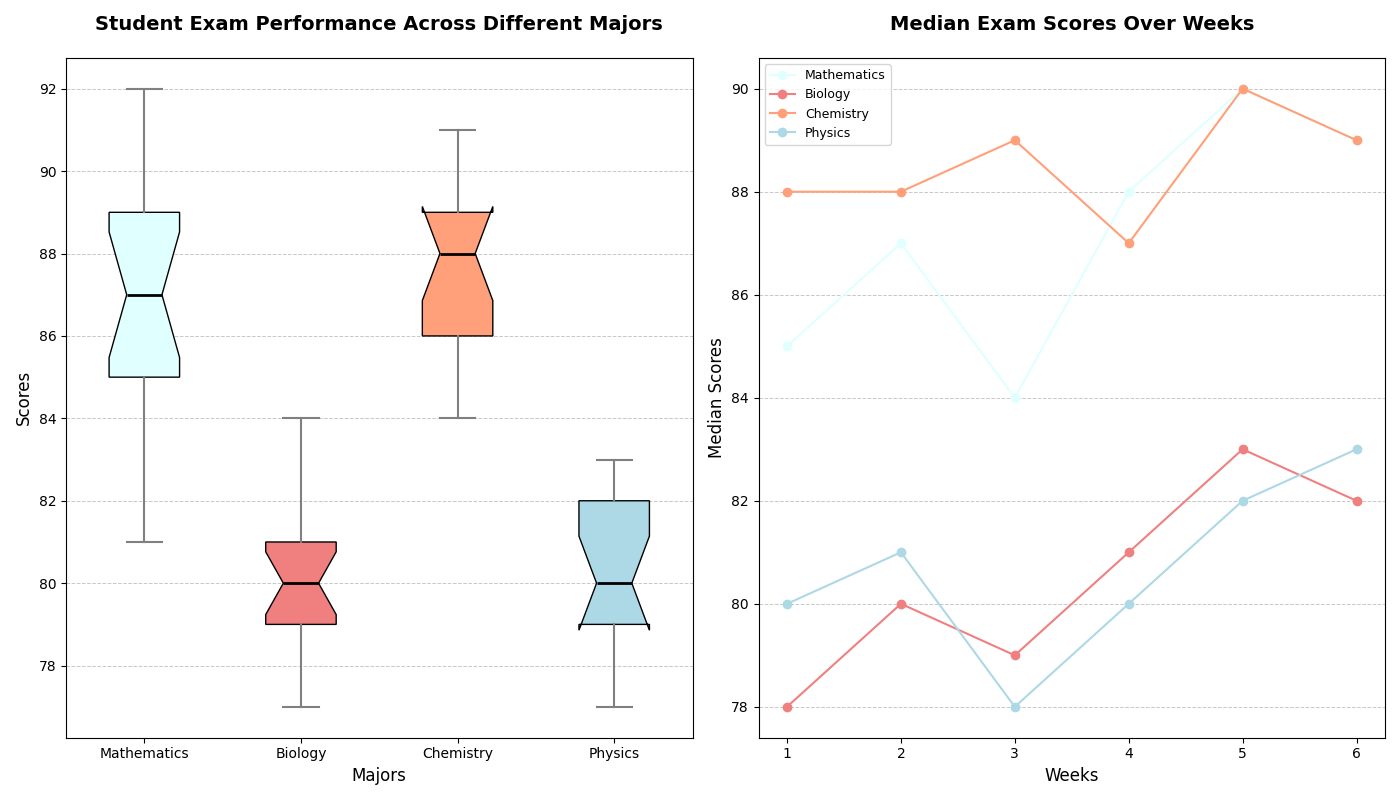 Student Exam Performance Across Different Majors
Scores
92
90
88
86
84
82
80
78
Mathematics
Biology
Chemistry
Physics
Majors
Median Exam Scores Over Weeks
Mathematics
Biology
Chemistry
Physics
Median Scores
90
88
86
84
82
80
78
1
2
3
4
5
6
Weeks